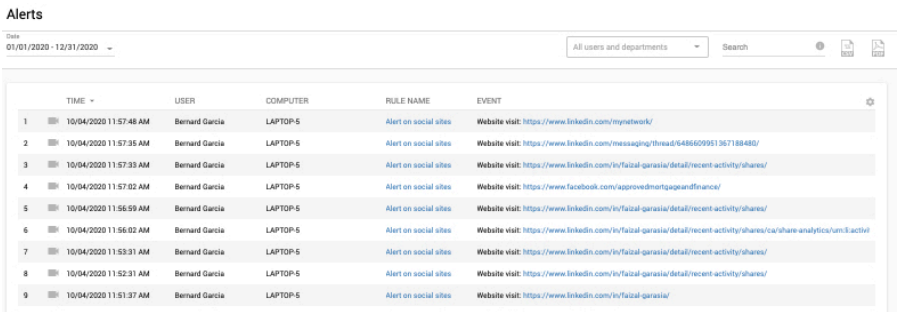 Alerts
Date
01/01/2020 - 12/31/2020
All users and departments
Search
CSV
PDF
TIME USER COMPUTER RULE NAME EVENT
1 10/04/2020 11:57:48 AM Bernard Garcia LAPTOP-5 Alert on social sites Website visit: https://www.linkedin.com/mynetwork/
2 10/04/2020 11:57:35 AM Bernard Garcia LAPTOP-5 Alert on social sites Website visit: https://www.linkedin.com/messaging/thread/6486609951367188480/
3 10/04/2020 11:57:33 AM Bernard Garcia LAPTOP-5 Alert on social sites Website visit: https://www.linkedin.com/in/faizal-garasia/detail/recent-activity/shares/
4 10/04/2020 11:57:02 AM Bernard Garcia LAPTOP-5 Alert on social sites Website visit: https://www.facebook.com/approvedmortgageandfinance/
5 10/04/2020 11:56:59 AM Bernard Garcia LAPTOP-5 Alert on social sites Website visit: https://www.linkedin.com/in/faizal-garasia/detail/recent-activity/shares/
6 10/04/2020 11:56:02 AM Bernard Garcia LAPTOP-5 Alert on social sites Website visit: https://www.linkedin.com/in/faizal-garasia/detail/recent-activity/shares/ca/share-analytics/urn:li:activit
7 10/04/2020 11:53:31 AM Bernard Garcia LAPTOP-5 Alert on social sites Website visit: https://www.linkedin.com/in/faizal-garasia/detail/recent-activity/shares/
8 10/04/2020 11:52:31 AM Bernard Garcia LAPTOP-5 Alert on social sites Website visit: https://www.linkedin.com/in/faizal-garasia/detail/recent-activity/shares/
9 10/04/2020 11:51:37 AM Bernard Garcia LAPTOP-5 Alert on social sites Website visit: https://www.linkedin.com/in/faizal-garasia/